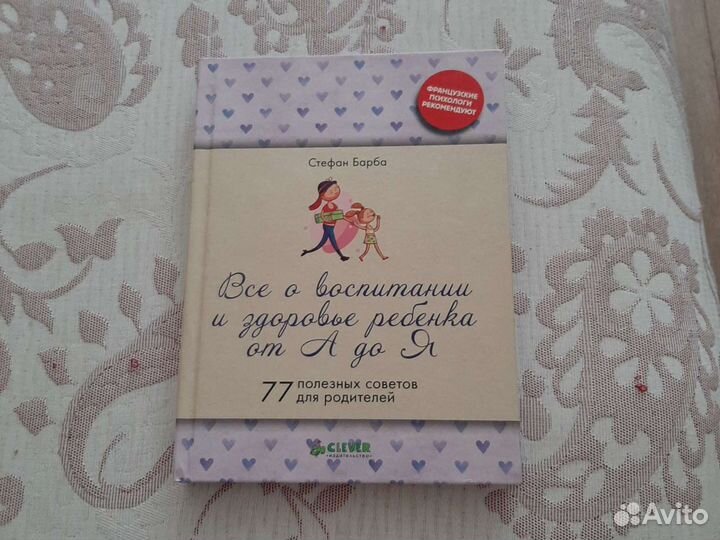 ФРАНЦУЗСКИЕ
ПСИХОЛОГИ
РЕКОМЕНДУЮТ
Стефан Барба
Все о воспитании
и здоровье ребенка
от А до Я
77 полезных советов
для родителей
CLEVER
•ИЗДАТЕЛЬСТВО•
Avito